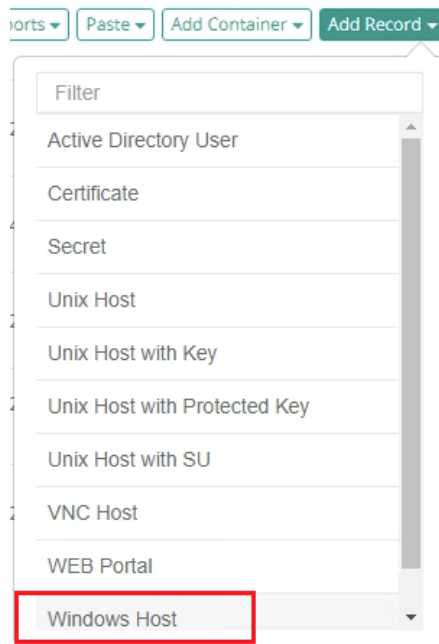 Paste Add Container Add Record
Filter
Active Directory User
Certificate
Secret
Unix Host
Unix Host with Key
Unix Host with Protected Key
Unix Host with SU
VNC Host
WEB Portal
Windows Host